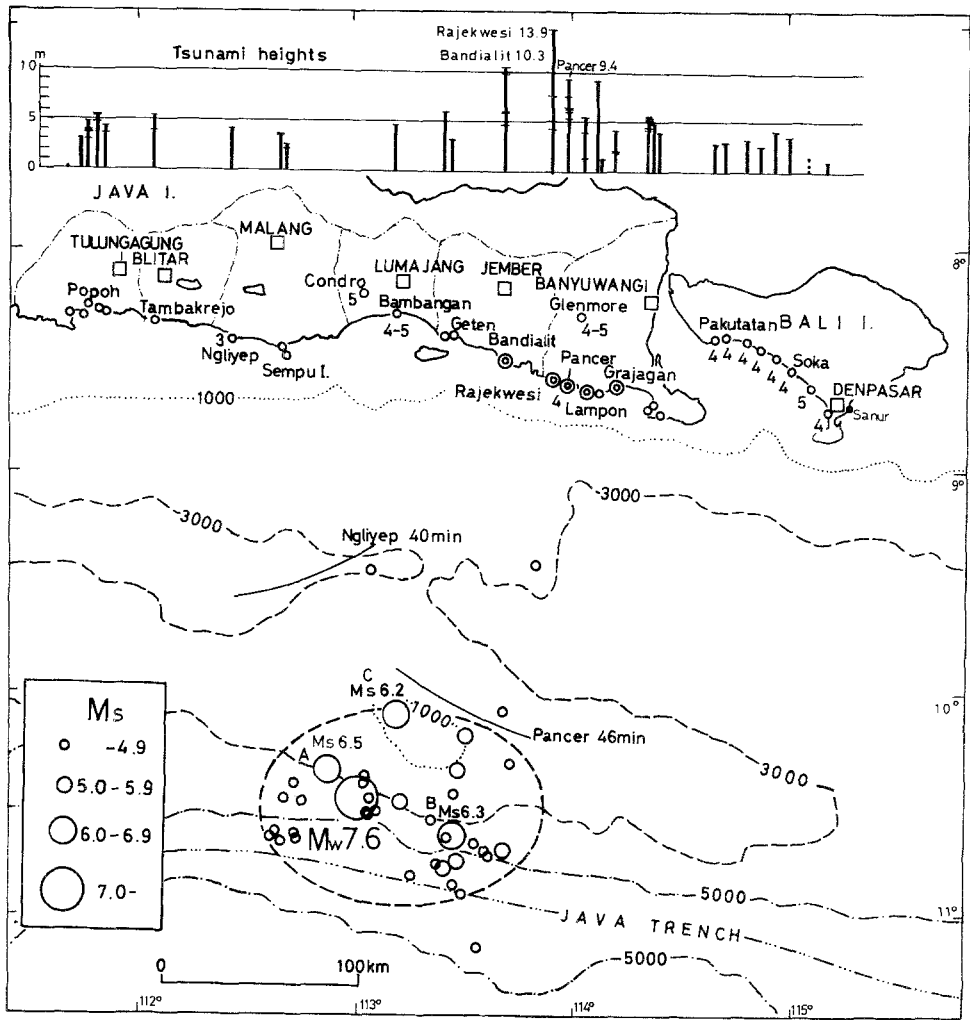 Rajekwesi 13.9
Bandialit 10.3
Pancer 9.4
m
Tsunami heights
10
5
0
JAVA I.
MALANG
TULUNGAGUNG
BLITAR
8°
Condro
5
LUMAJANG
JEMBER
BANYUWANGI
Popoh
Tambakrejo
Bambangan
4-5
Glenmore
4-5
Geten
Pakutatan
BALI I.
3
Ngliyep
Sempu I.
Bandialit
Pancer
Grajagan
Soka
4 4 4 4 4 4 5
Rajekwesi
4
Lampon
DENPASAR
Sanur
4
4
1000
9°
3000
3000
Ngliyep 40min
C
Ms 6.2
10°
1000
Pancer 46min
Ms 6.5
A
3000
B
Ms 6.3
Mw 7.6
Ms
-4.9
5.0-5.9
6.0-6.9
7.0-
5000
11°
JAVA TRENCH
5000
0 100km
112° 113° 114° 115°